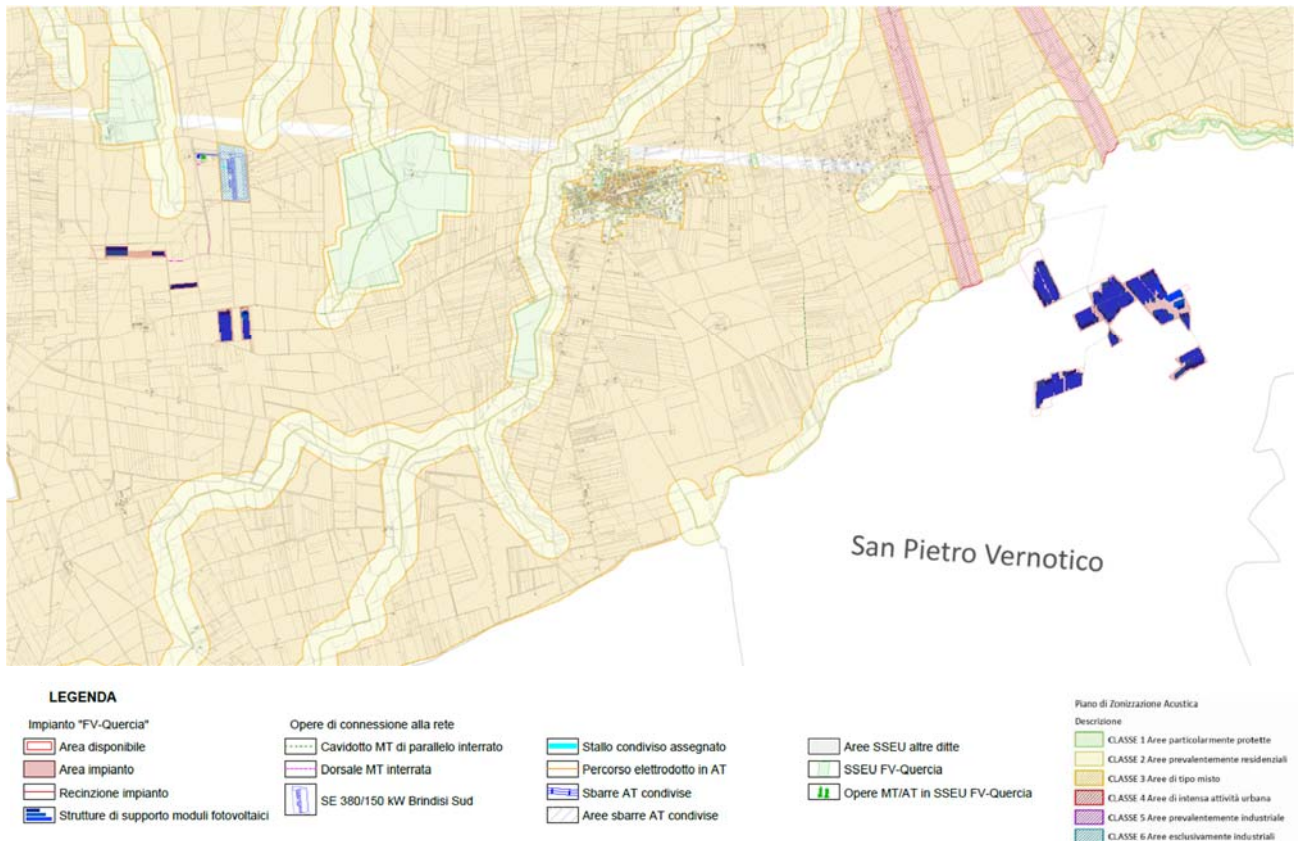 San Pietro Vernotico
LEGENDA
Impianto "FV-Quercia"
Area disponibile
Area impianto
Recinzione impianto
Strutture di supporto moduli fotovoltaici
Opere di connessione alla rete
Cavidotto MT di parallelo interrato
Dorsale MT interrata
SE 380/150 kW Brindisi Sud
Stallo condiviso assegnato
Percorso elettrodotto in AT
Sbarre AT condivise
Aree sbarre AT condivise
Aree SSEU altre ditte
SSEU FV-Quercia
Opere MT/AT in SSEU FV-Quercia
Piano di Zonizzazione Acustica
Descrizione
CLASSE 1 Aree particolarmente protette
CLASSE 2 Aree prevalentemente residenziali
CLASSE 3 Aree di tipo misto
CLASSE 4 Aree di intensa attività urbana
CLASSE 5 Aree prevalentemente industriale
CLASSE 6 Aree esclusivamente industriali